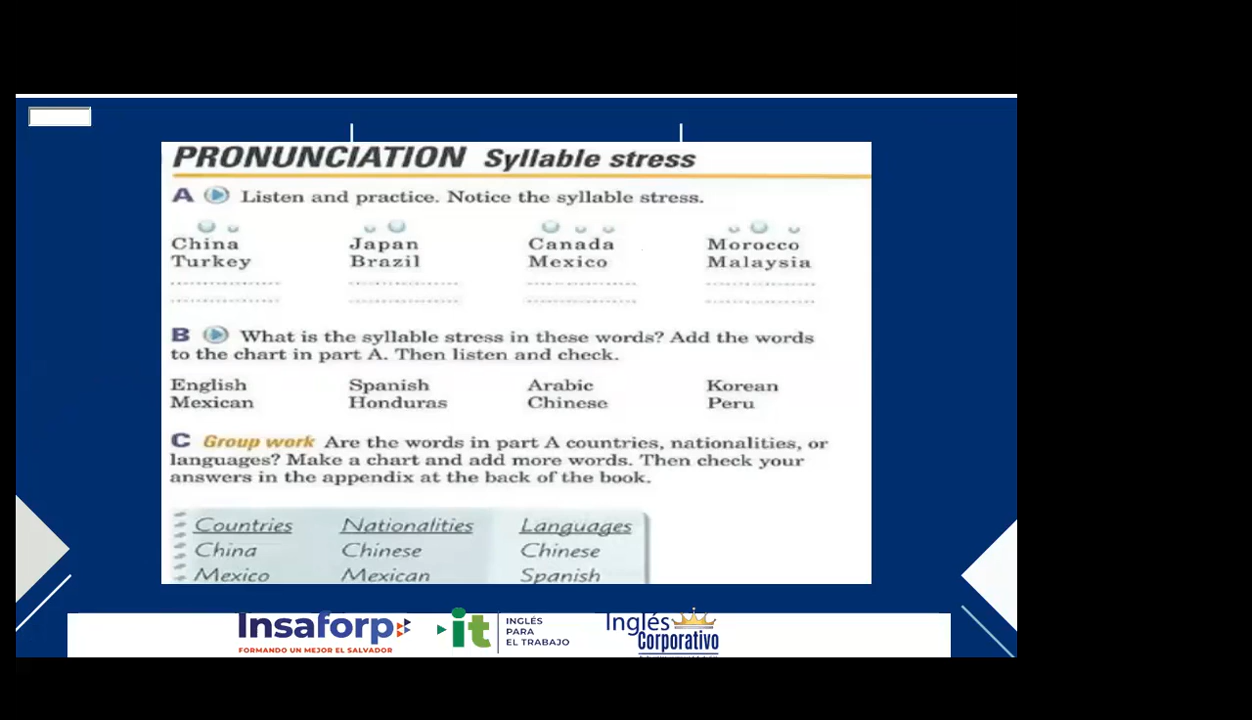 PRONUNCIATION Syllable stress
A Listen and practice. Notice the syllable stress.
China Japan Canada Morocco
Turkey Brazil Mexico Malaysia
B What is the syllable stress in these words? Add the words
to the chart in part A. Then listen and check.
English Spanish Arabic Korean
Mexican Honduras Chinese Peru
C Group work Are the words in part A countries, nationalities, or
languages? Make a chart and add more words. Then check your
answers in the appendix at the back of the book.
Countries Nationalities Languages
China Chinese Chinese
Mexico Mexican Spanish
Insaforp
FORMANDO UN MEJOR EL SALVADOR
it
INGLÉS
PARA
EL TRABAJO
Inglés
Corporativo